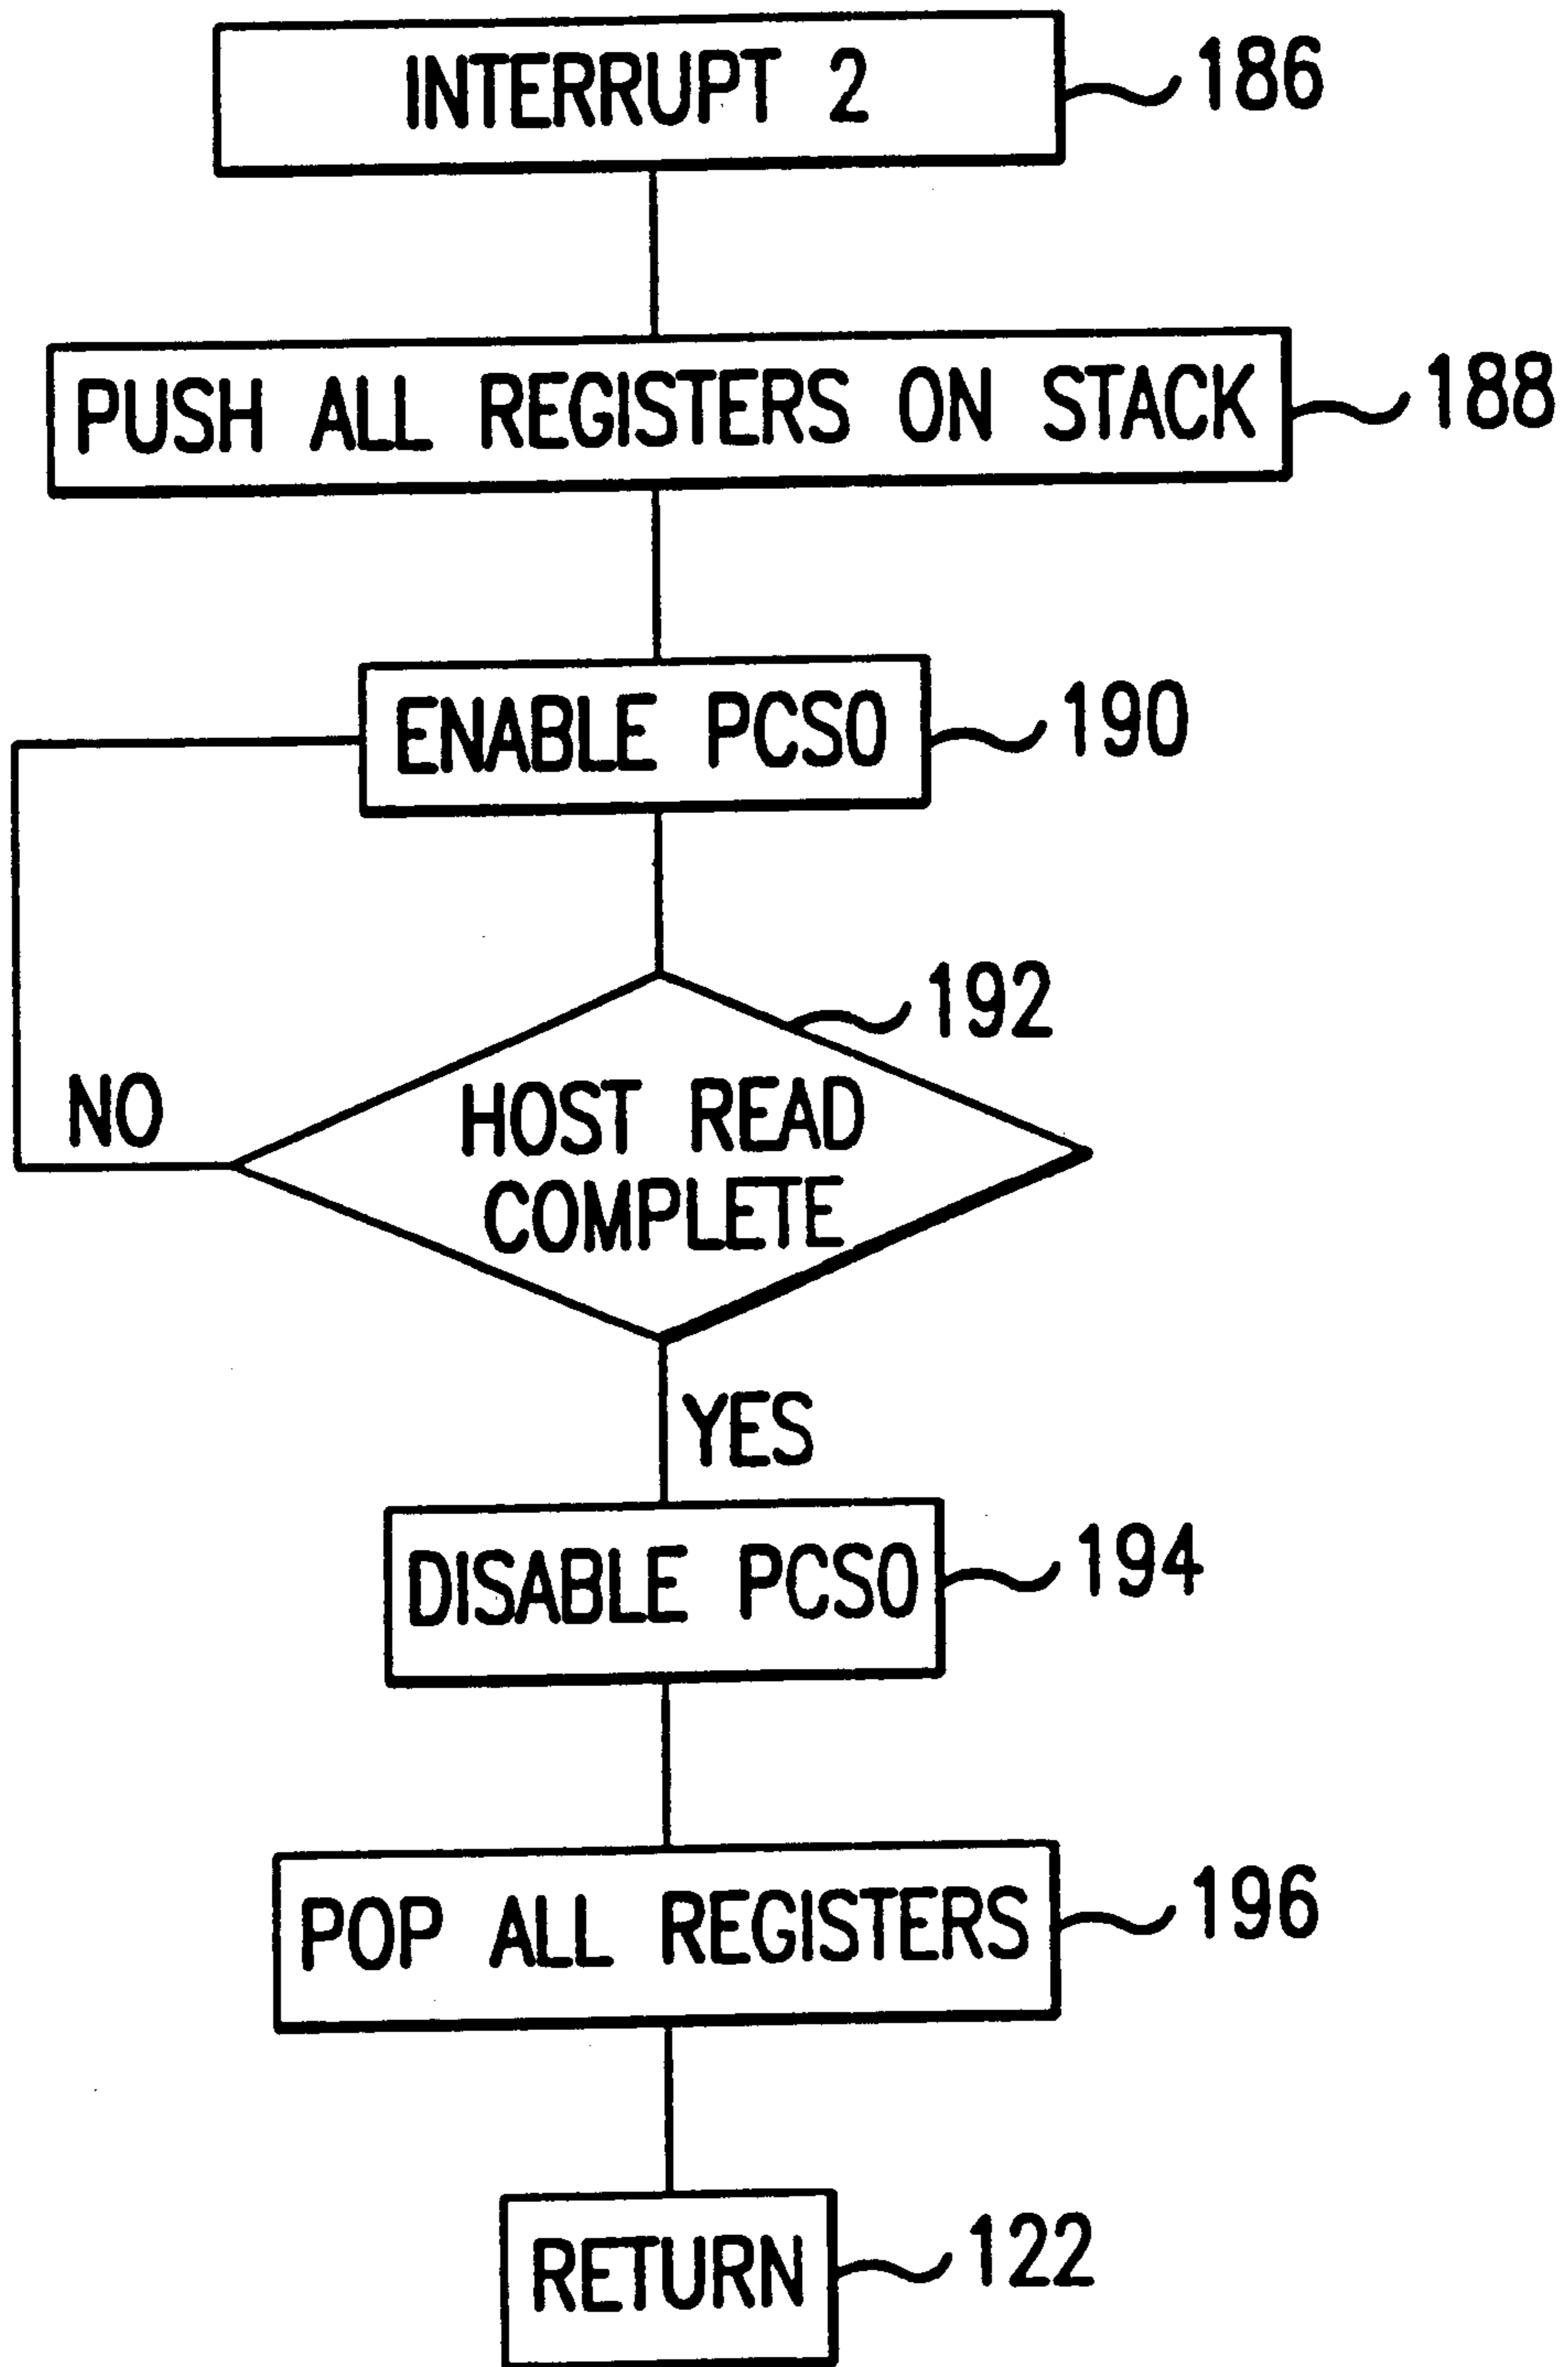 INTERRUPT 2
186
PUSH ALL REGISTERS ON STACK
188
ENABLE PCS0
190
192
NO
HOST READ
COMPLETE
YES
DISABLE PCS0
194
POP ALL REGISTERS
196
RETURN
122